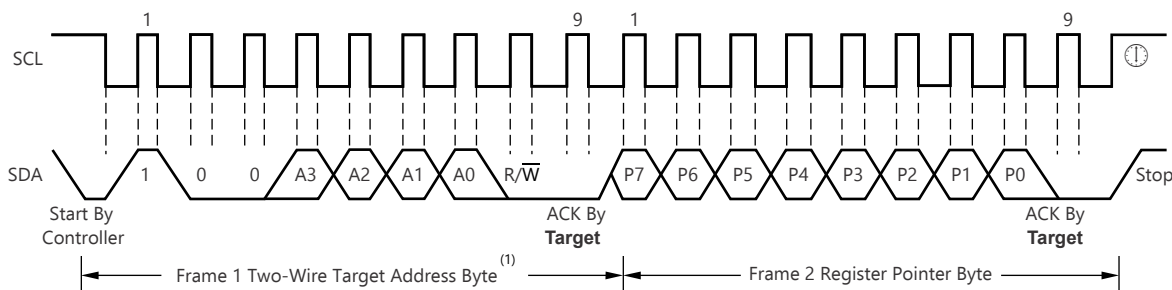 1 9 1 9
SCL
SDA 1 0 0 A3 A2 A1 A0 R/W̅ P7 P6 P5 P4 P3 P2 P1 P0 Stop
Start By ACK By ACK By
Controller Target Target
Frame 1 Two-Wire Target Address Byte(1) Frame 2 Register Pointer Byte